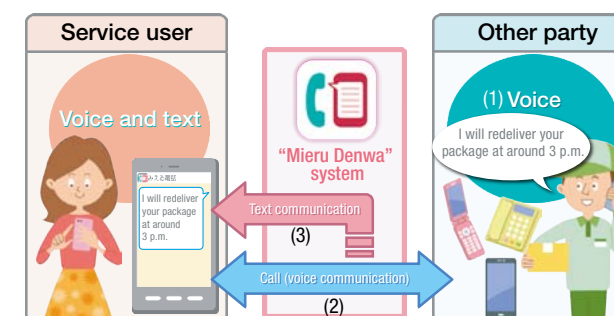 Service user
Voice and text
みえる電話
I will redeliver
your package
at around
3 p.m.
"Mieru Denwa"
system
Text communication
(3)
Call (voice communication)
(2)
Other party
(1) Voice
I will redeliver your
package at around 3 p.m.